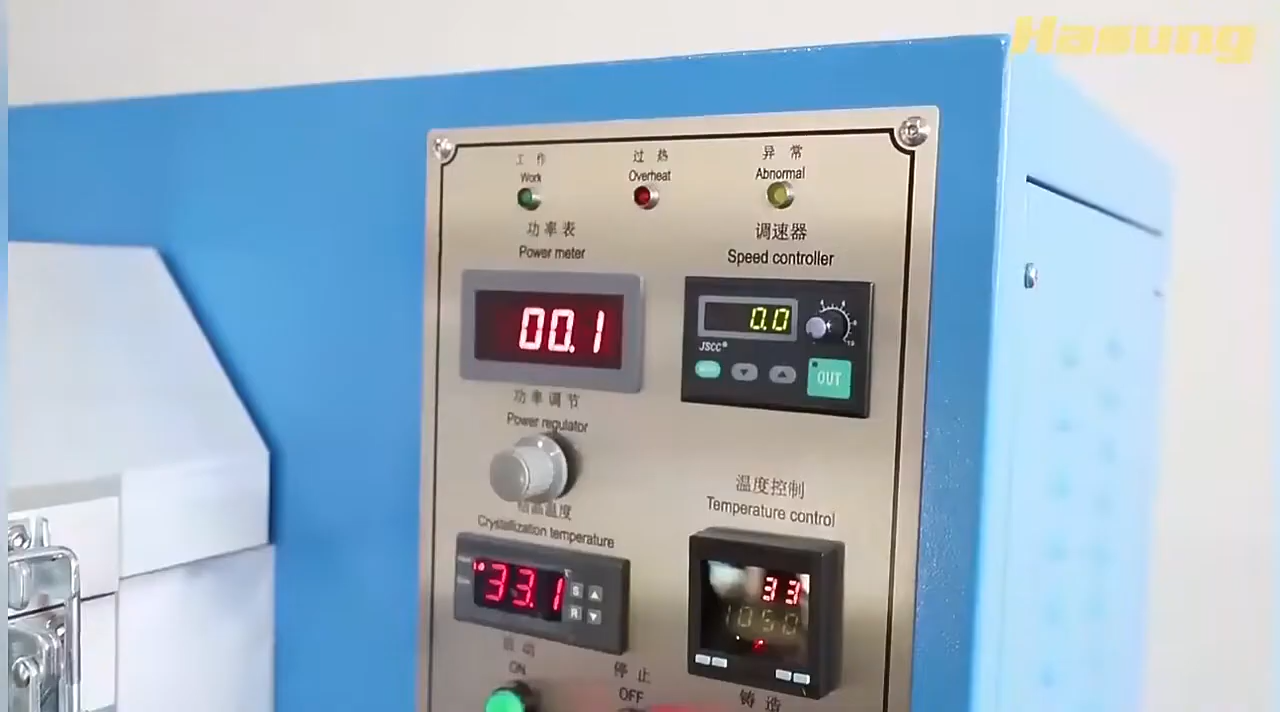 Hasung
工作
Work
过热
Overheat
异常
Abnormal
功率表
Power meter
调速器
Speed controller
00.1
0.0
JSCC®
OUT
功率调节
Power regulator
温度控制
Temperature control
温度
Crystallization temperature
33.1
S
R
33
1050
启动
ON
停止
OFF
铸造